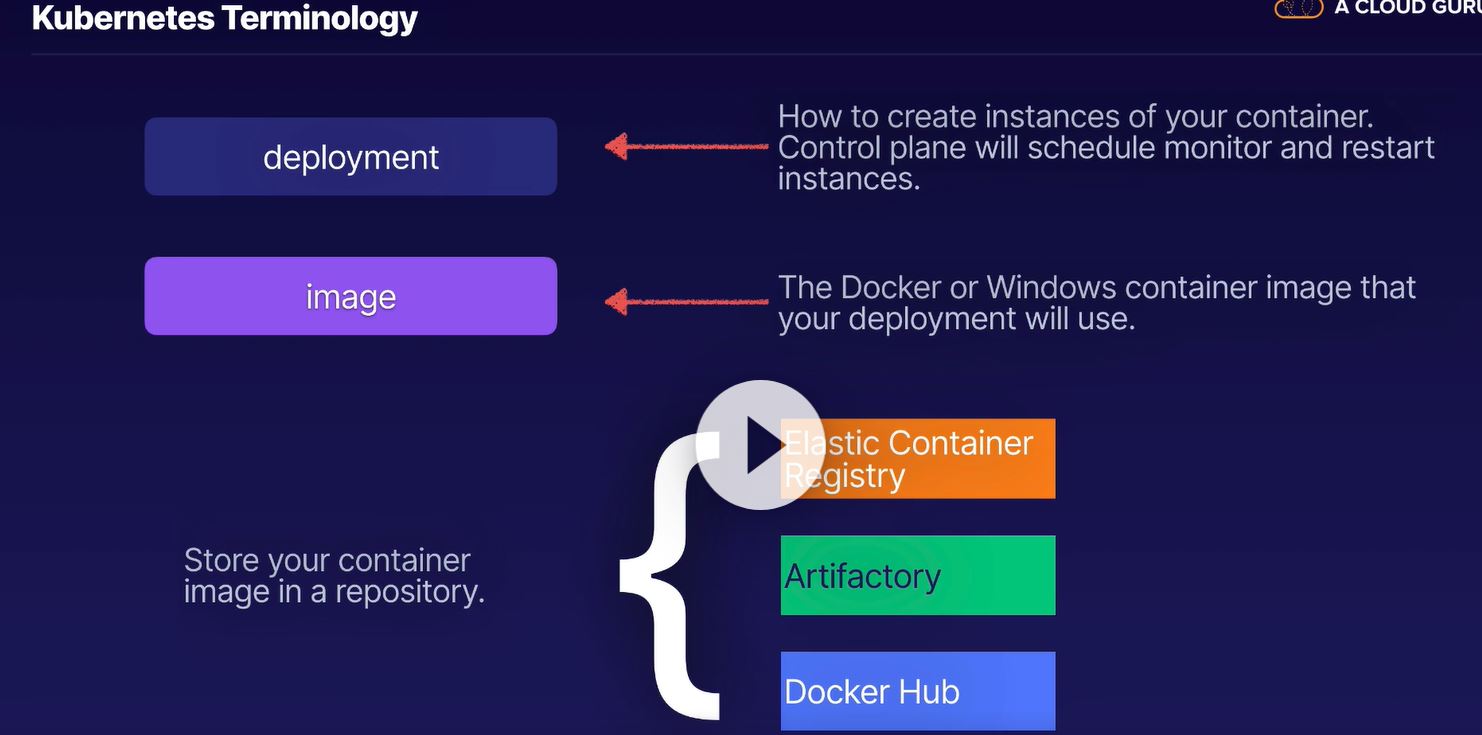 Kubernetes Terminology
A CLOUD GURU
deployment
How to create instances of your container.
Control plane will schedule monitor and restart
instances.
image
The Docker or Windows container image that
your deployment will use.
Elastic Container
Registry
Store your container
image in a repository.
Artifactory
Docker Hub